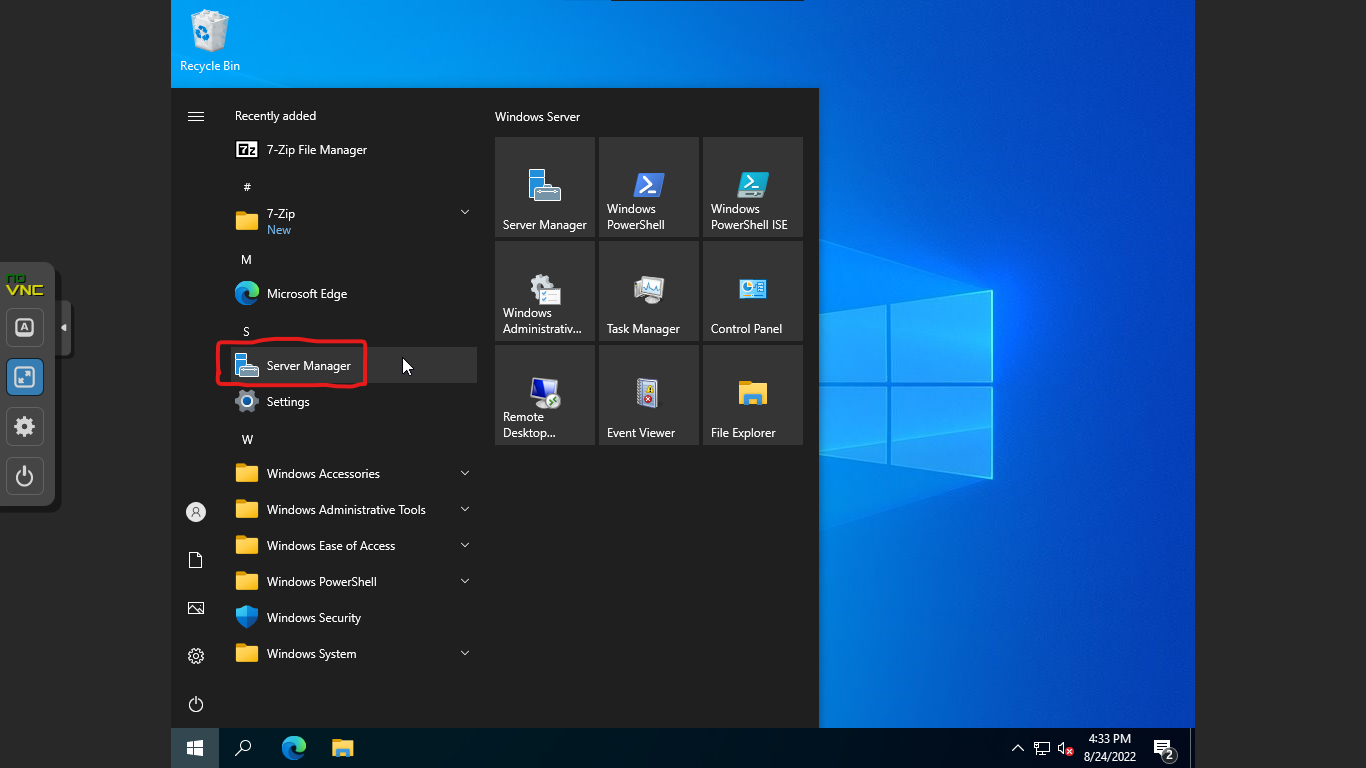 Recycle Bin
Recently added
7-Zip File Manager
#
7-Zip
New
M
Microsoft Edge
S
Server Manager
Settings
W
Windows Accessories
Windows Administrative Tools
Windows Ease of Access
Windows PowerShell
Windows Security
Windows System
Windows Server
Server Manager
Windows
PowerShell
Windows
PowerShell ISE
Windows
Administrativ...
Task Manager
Control Panel
Remote
Desktop...
Event Viewer
File Explorer
no
VNC
A
7z
4:33 PM
8/24/2022
2